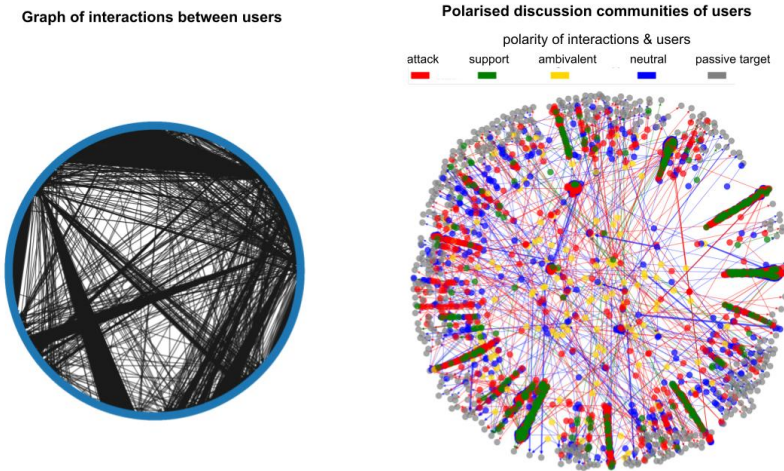 Graph of interactions between users
Polarised discussion communities of users
polarity of interactions & users
attack support ambivalent neutral passive target